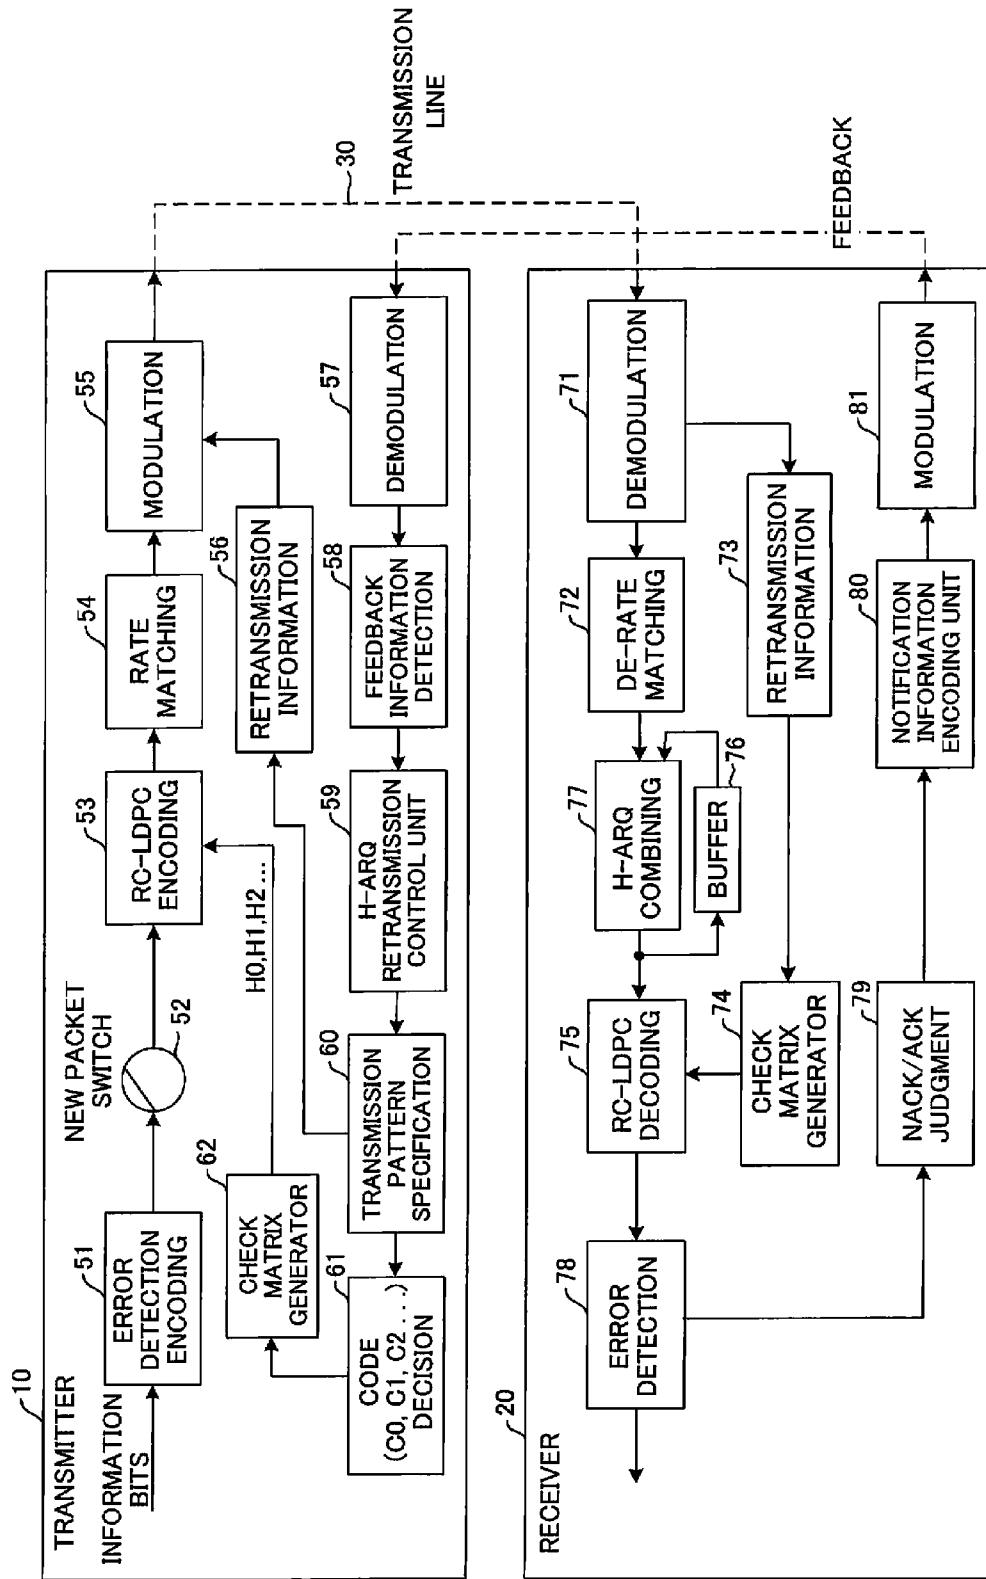 10
TRANSMITTER
INFORMATION
BITS
51
ERROR
DETECTION
ENCODING
NEW PACKET
SWITCH
52
53
RC-LDPC
ENCODING
54
RATE
MATCHING
55
MODULATION
30
TRANSMISSION
LINE
H0,H1,H2 ...
56
RETRANSMISSION
INFORMATION
62
CHECK
MATRIX
GENERATOR
61
CODE
(C0, C1, C2 ...)
DECISION
60
TRANSMISSION
PATTERN
SPECIFICATION
59
H-ARQ
RETRANSMISSION
CONTROL UNIT
58
FEEDBACK
INFORMATION
DETECTION
57
DEMODULATION
FEEDBACK
20
RECEIVER
78
ERROR
DETECTION
75
RC-LDPC
DECODING
77
H-ARQ
COMBINING
76
BUFFER
72
DE-RATE
MATCHING
71
DEMODULATION
74
CHECK
MATRIX
GENERATOR
73
RETRANSMISSION
INFORMATION
79
NACK/ACK
JUDGMENT
80
NOTIFICATION
INFORMATION
ENCODING UNIT
81
MODULATION